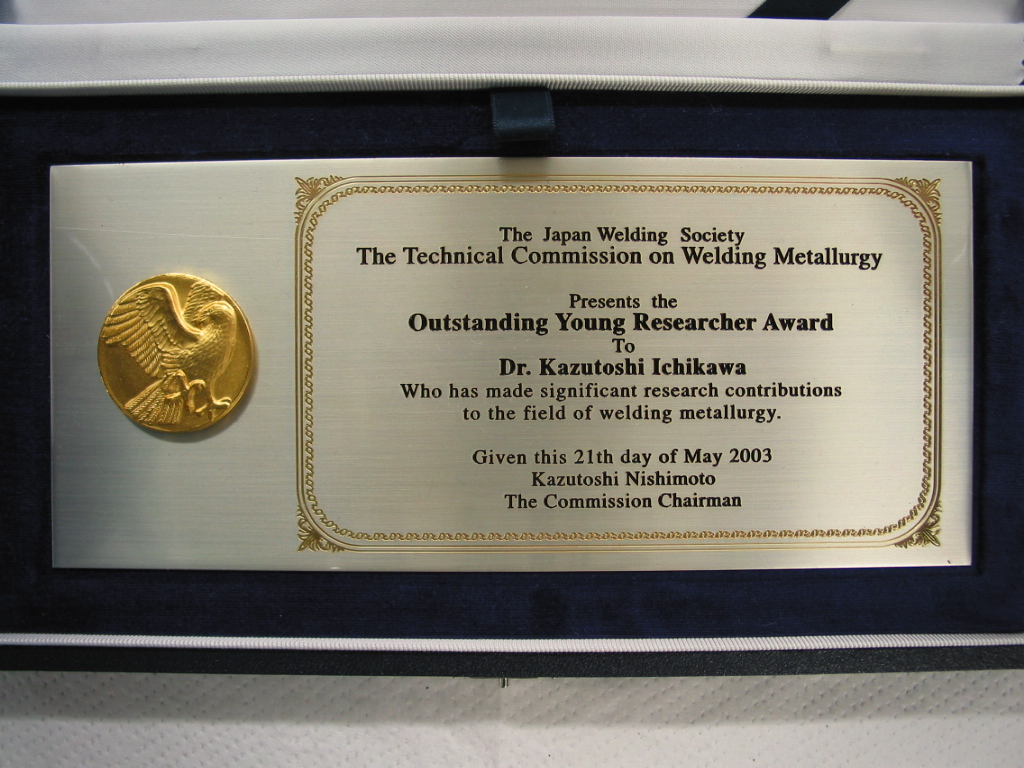 The Japan Welding Society
The Technical Commission on Welding Metallurgy
Presents the
Outstanding Young Researcher Award
To
Dr. Kazutoshi Ichikawa
Who has made significant research contributions
to the field of welding metallurgy.
Given this 21th day of May 2003
Kazutoshi Nishimoto
The Commission Chairman